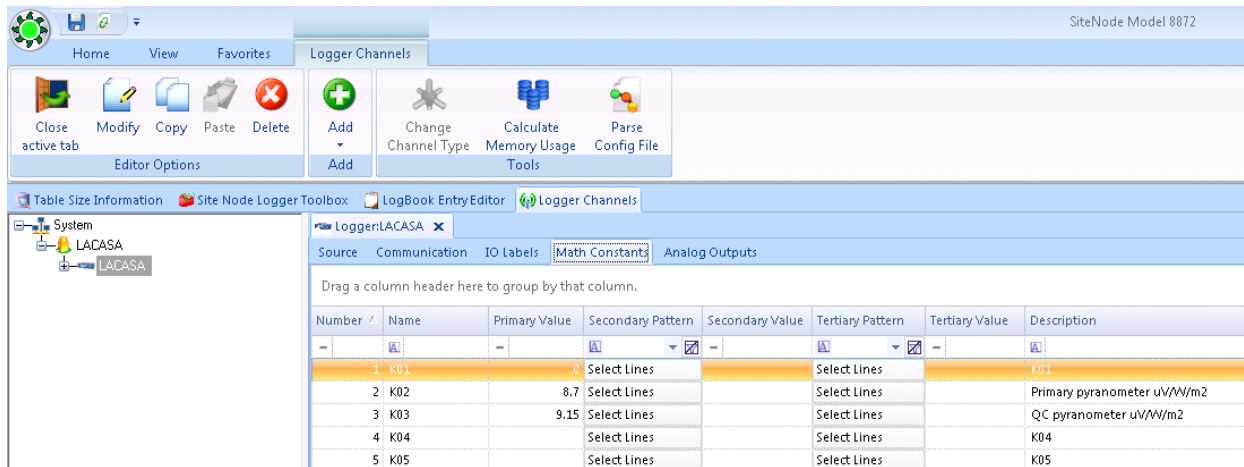 SiteNode Model 8872
Home View Favorites Logger Channels
Close active tab Modify Copy Paste Delete Add Change Channel Type Calculate Memory Usage Parse Config File
Editor Options Add Tools
Table Size Information Site Node Logger Toolbox LogBook Entry Editor Logger Channels
System
LACASA
LACASA
Logger:LACASA
Source Communication IO Labels Math Constants Analog Outputs
Drag a column header here to group by that column.
Number Name Primary Value Secondary Pattern Secondary Value Tertiary Pattern Tertiary Value Description
1 K01 0 Select Lines Select Lines K01
2 K02 8.7 Select Lines Select Lines Primary pyranometer uV/W/m2
3 K03 9.15 Select Lines Select Lines QC pyranometer uV/W/m2
4 K04 Select Lines Select Lines K04
5 K05 Select Lines Select Lines K05